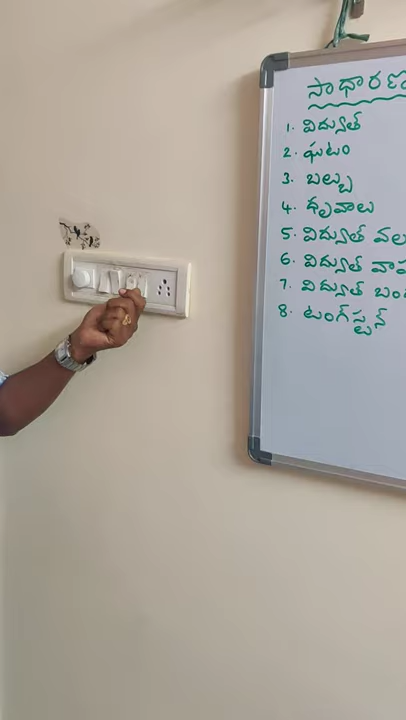 సాధారణ
1. విద్యుత్
2. ఘటం
3. బల్బు
4. ధృవాలు
5. విద్యుత్
6. విద్యుత్
7. విద్యుత్
8. టంగ్‌స్టన్